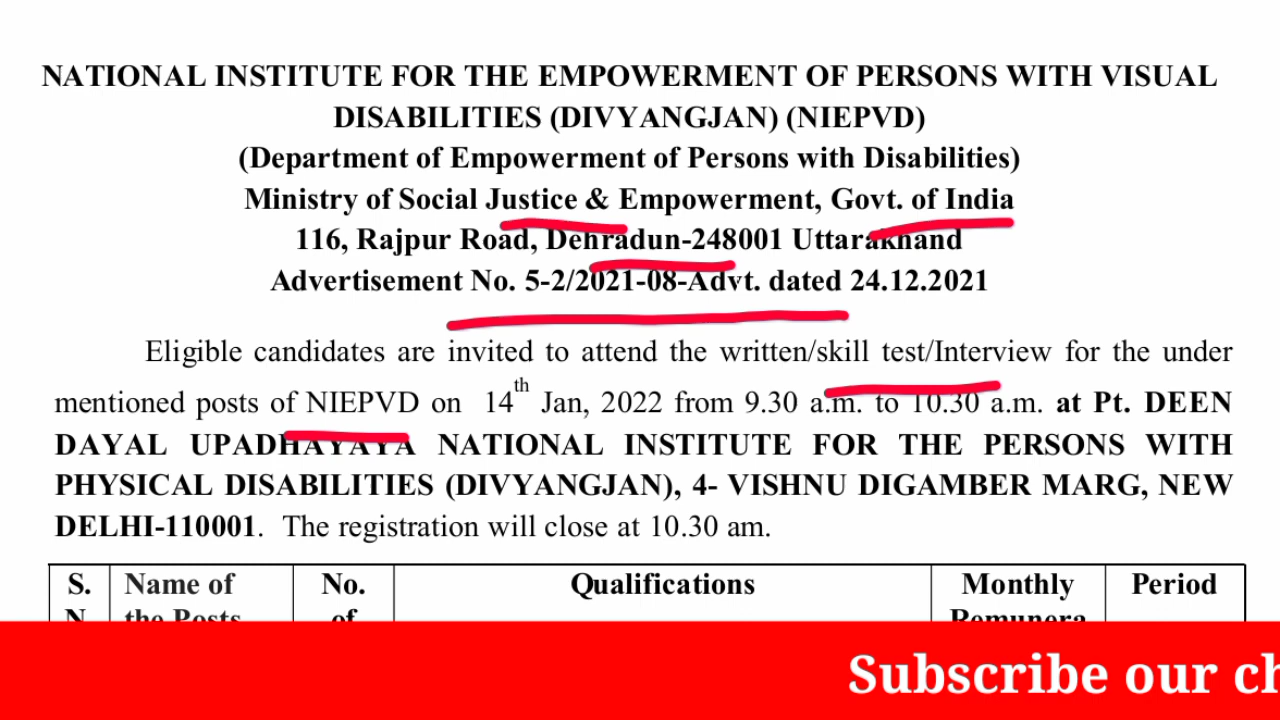 NATIONAL INSTITUTE FOR THE EMPOWERMENT OF PERSONS WITH VISUAL
DISABILITIES (DIVYANGJAN) (NIEPVD)
(Department of Empowerment of Persons with Disabilities)
Ministry of Social Justice & Empowerment, Govt. of India
116, Rajpur Road, Dehradun-248001 Uttarakhand
Advertisement No. 5-2/2021-08-Advt. dated 24.12.2021
Eligible candidates are invited to attend the written/skill test/Interview for the under
mentioned posts of NIEPVD on 14th Jan, 2022 from 9.30 a.m. to 10.30 a.m. at Pt. DEEN
DAYAL UPADHAYAYA NATIONAL INSTITUTE FOR THE PERSONS WITH
PHYSICAL DISABILITIES (DIVYANGJAN), 4- VISHNU DIGAMBER MARG, NEW
DELHI-110001. The registration will close at 10.30 am.
S. Name of No. Qualifications Monthly Period
N. the Posts of Remunera
Subscribe our ch